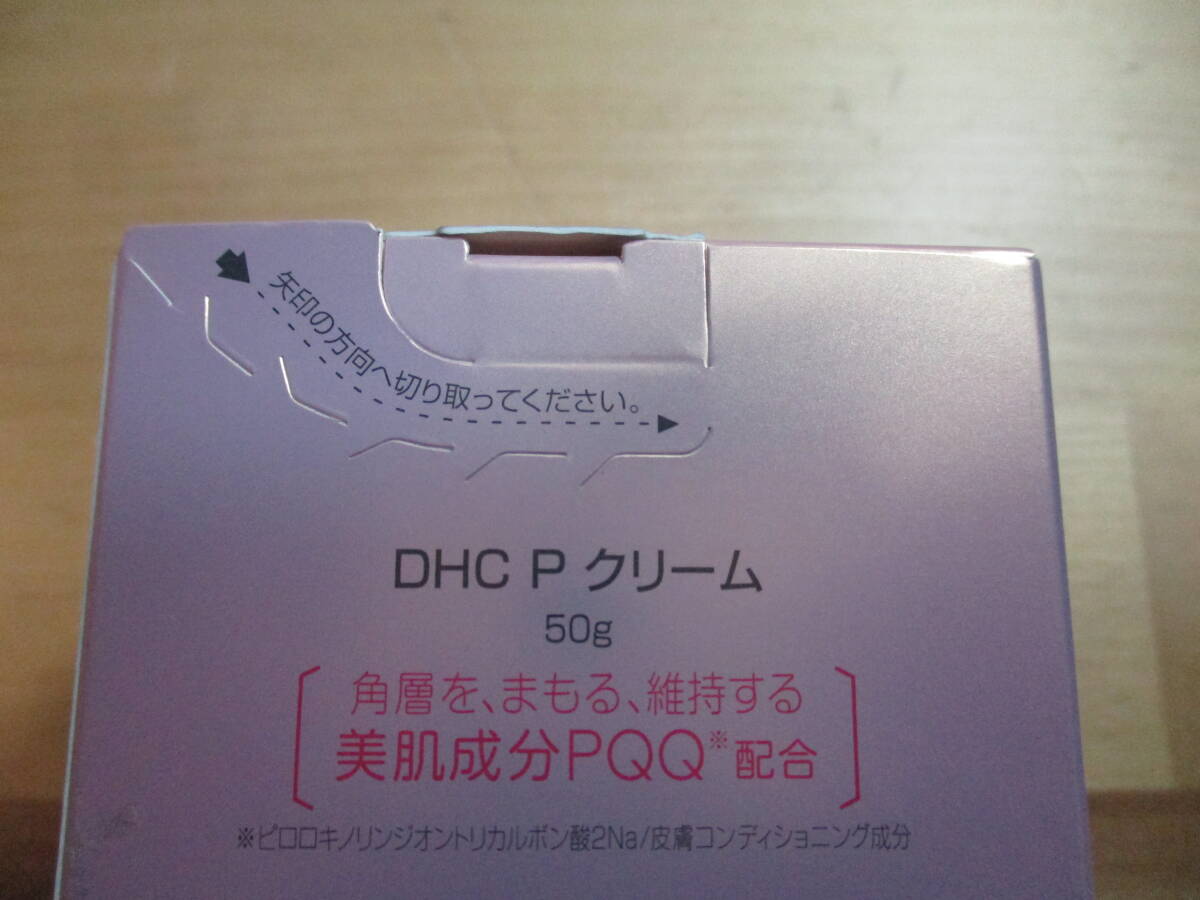 矢印の方向へ切り取ってください。
DHC P クリーム
50g
角層を、まもる、維持する
美肌成分PQQ※配合
※ピロロキノリンジオントリカルボン酸2Na/皮膚コンディショニング成分